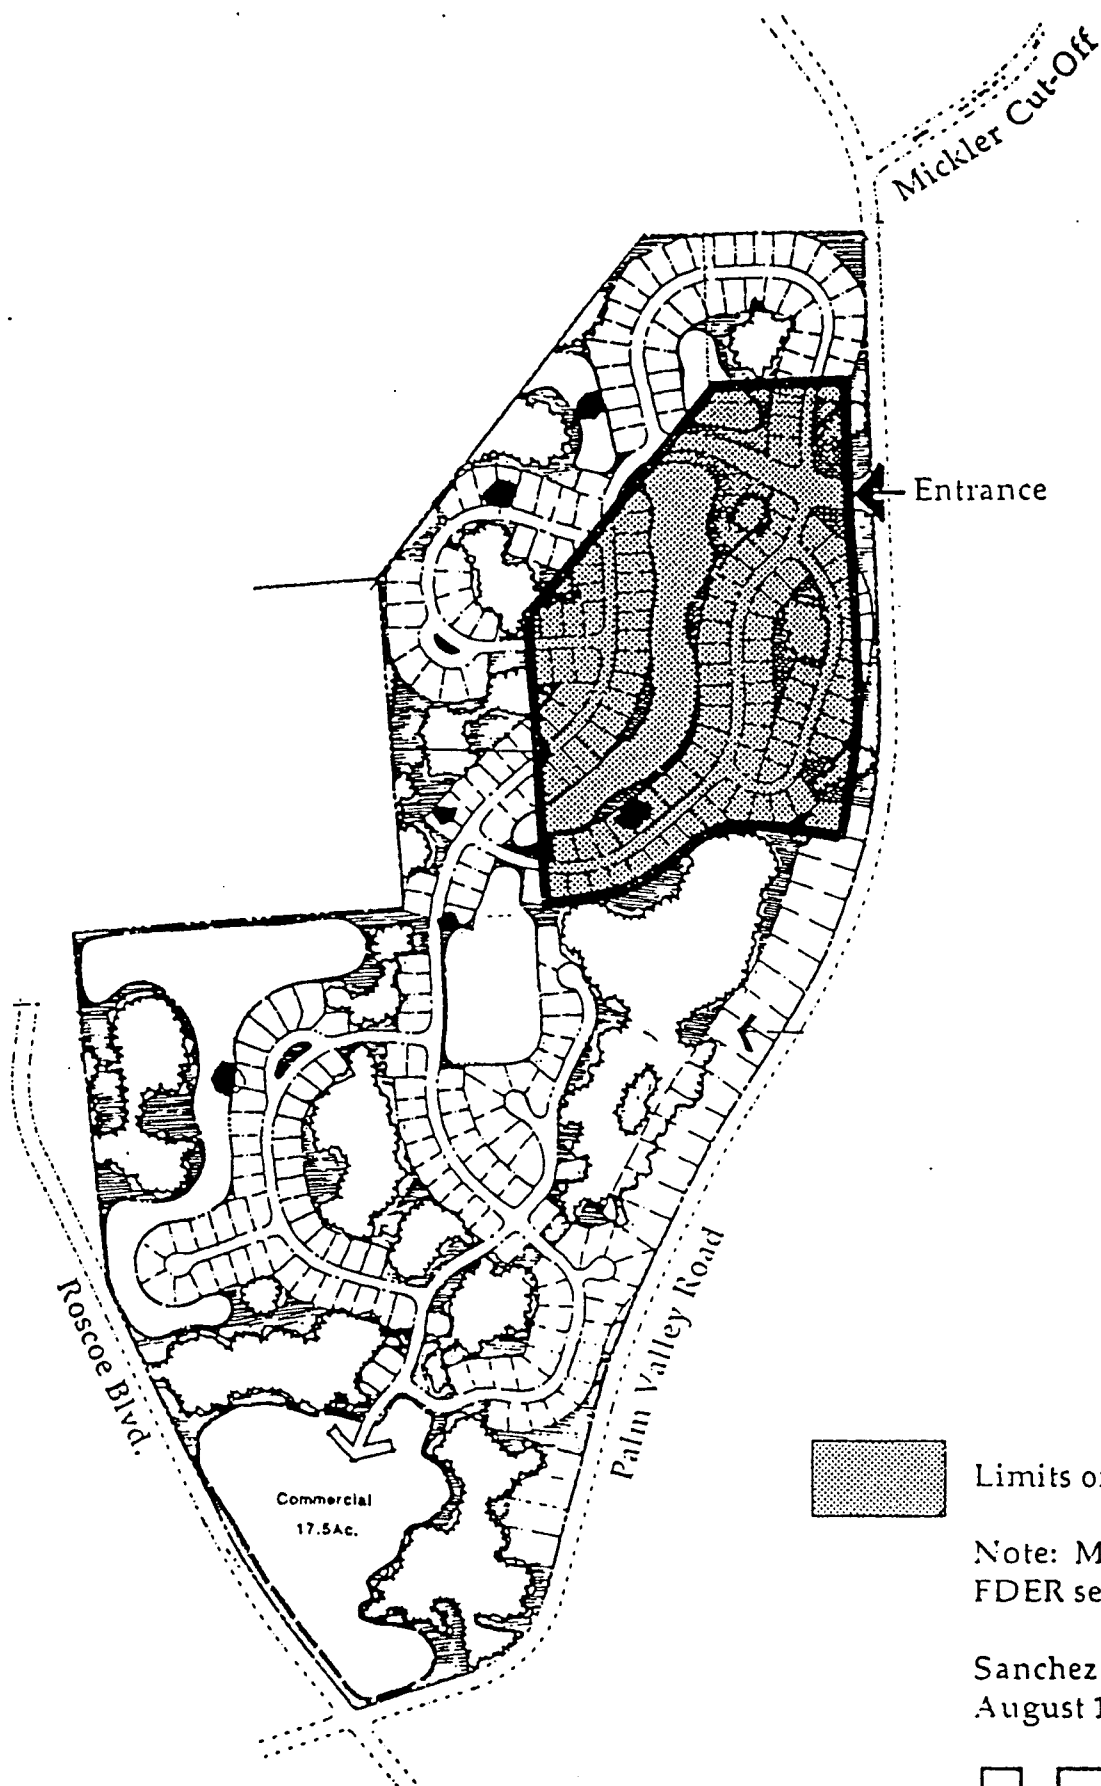 Mickler Cut-Off
Entrance
Roscoe Blvd.
Palm Valley Road
Commercial
17.5Ac.
Limits o
Note: M
FDER se
Sanchez
August 1